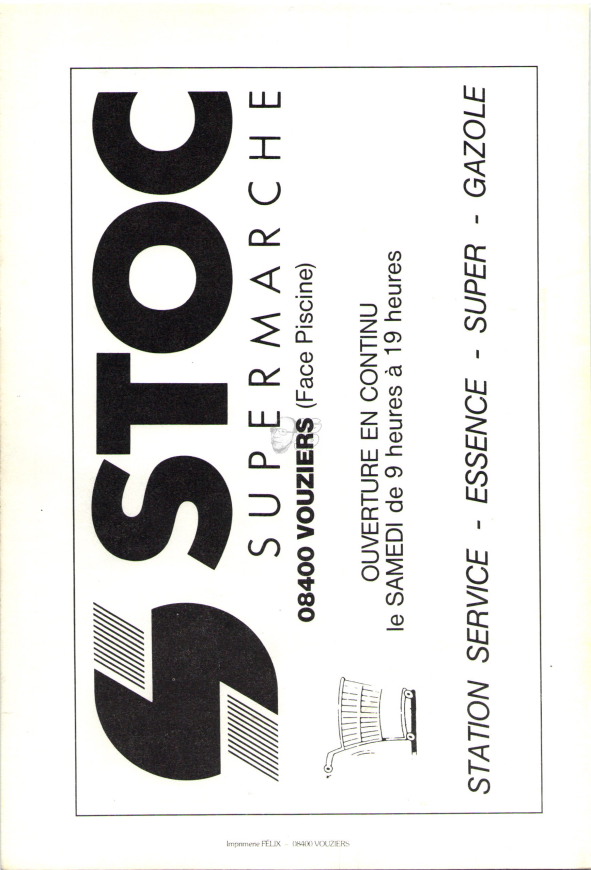 STOC
SUPERMARCHE
08400 VOUZIERS (Face Piscine)
OUVERTURE EN CONTINU
le SAMEDI de 9 heures à 19 heures
STATION SERVICE - ESSENCE - SUPER - GAZOLE
Imprimerie FÉLIX - 08400 VOUZIERS